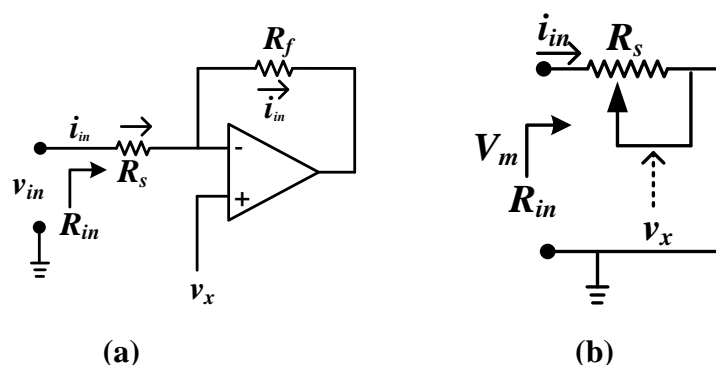 R_f
i_in
i_in
-
+
R_s
v_in
R_in
v_x
(a)
i_in
R_s
V_m
R_in
v_x
(b)